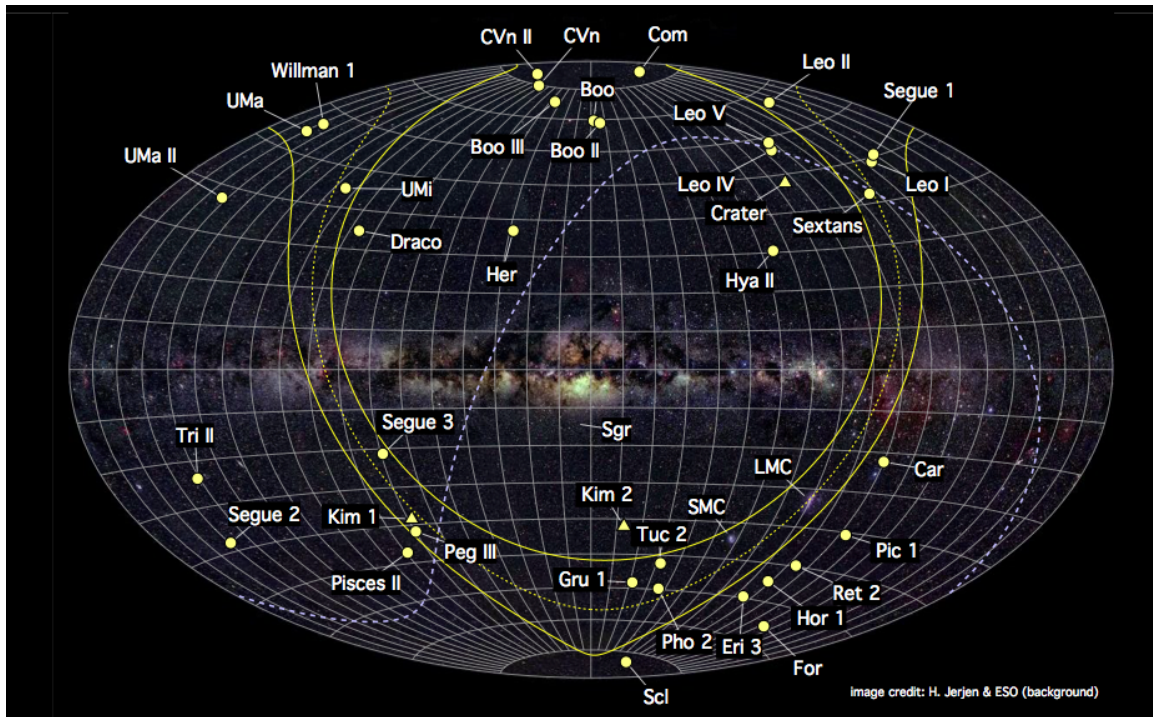 CVn II
CVn
Com
Leo II
Willman 1
Segue 1
UMa
Boo
Leo V
UMa II
Boo III
Boo II
Leo IV
Leo I
UMi
Crater
Sextans
Draco
Her
Hya II
Segue 3
Sgr
Tri II
LMC
Car
Kim 2
SMC
Segue 2
Kim 1
Tuc 2
Peg III
Pic 1
Pisces II
Gru 1
Ret 2
Hor 1
Pho 2
Eri 3
For
Scl
image credit: H. Jerjen & ESO (background)